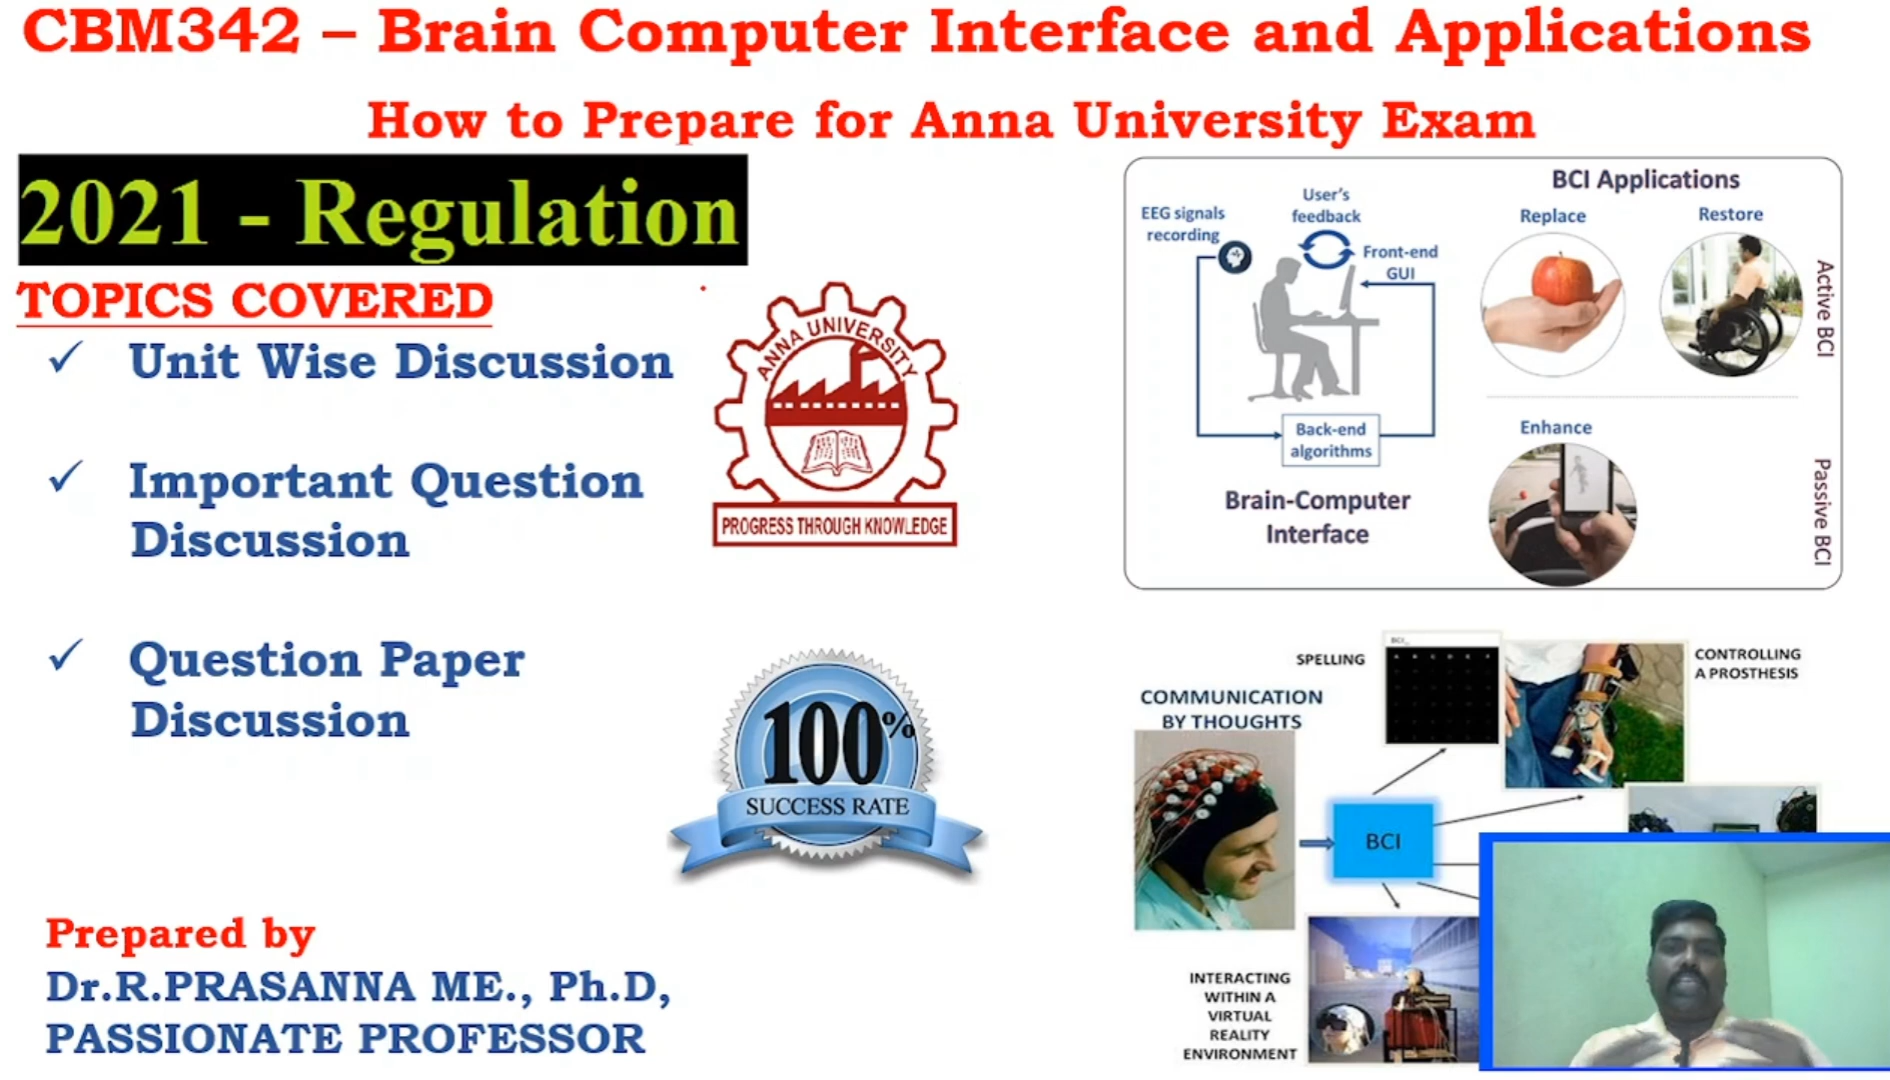 CBM342 – Brain Computer Interface and Applications
How to Prepare for Anna University Exam
2021 - Regulation
TOPICS COVERED
✓ Unit Wise Discussion
✓ Important Question
Discussion
✓ Question Paper
Discussion
Prepared by
Dr.R.PRASANNA ME., Ph.D,
PASSIONATE PROFESSOR
ANNA UNIVERSITY
PROGRESS THROUGH KNOWLEDGE
100%
SUCCESS RATE
EEG signals
recording
User's
feedback
Front-end
GUI
Back-end
algorithms
Brain-Computer
Interface
BCI Applications
Replace
Restore
Active BCI
Enhance
Passive BCI
SPELLING
CONTROLLING
A PROSTHESIS
COMMUNICATION
BY THOUGHTS
BCI
INTERACTING
WITHIN A
VIRTUAL
REALITY
ENVIRONMENT